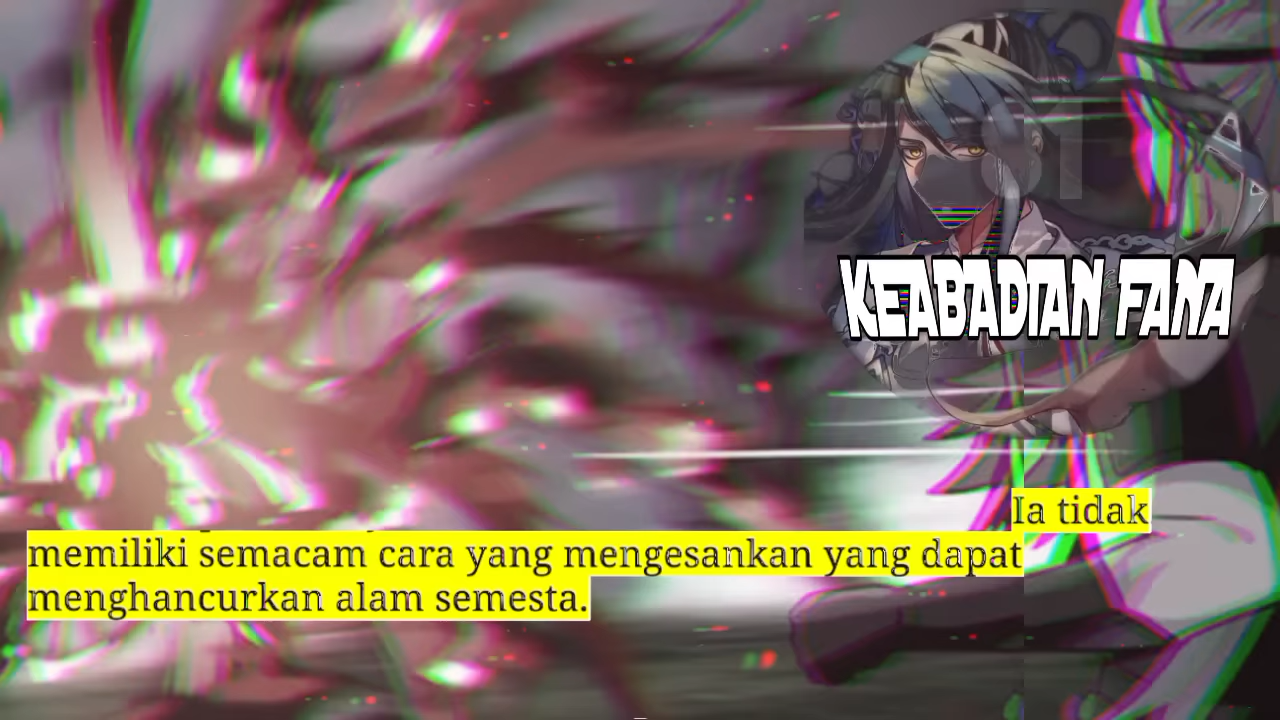 KEABADIAN FANA
Ia tidak
memiliki semacam cara yang mengesankan yang dapat
menghancurkan alam semesta.